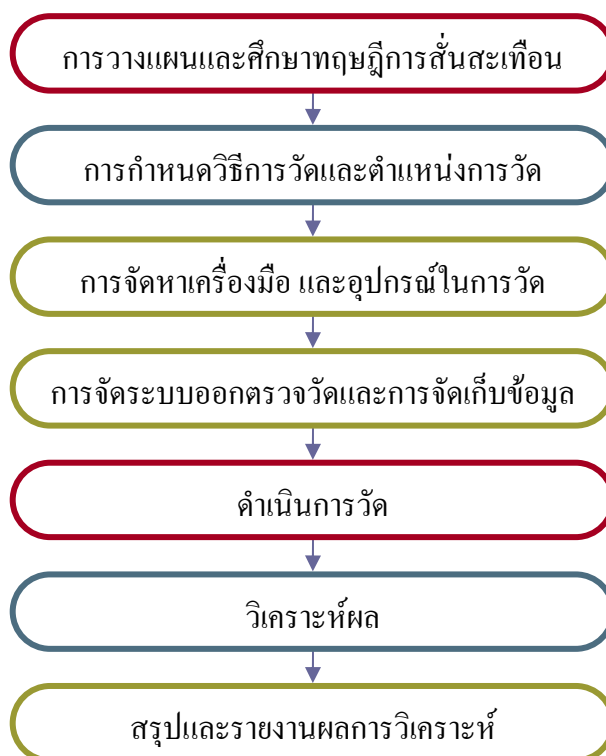 การวางแผนและศึกษาทฤษฎีการสั่นสะเทือน
การกำหนดวิธีการวัดและตำแหน่งการวัด
การจัดหาเครื่องมือ และอุปกรณ์ในการวัด
การจัดระบบออกตรวจวัดและการจัดเก็บข้อมูล
ดำเนินการวัด
วิเคราะห์ผล
สรุปและรายงานผลการวิเคราะห์